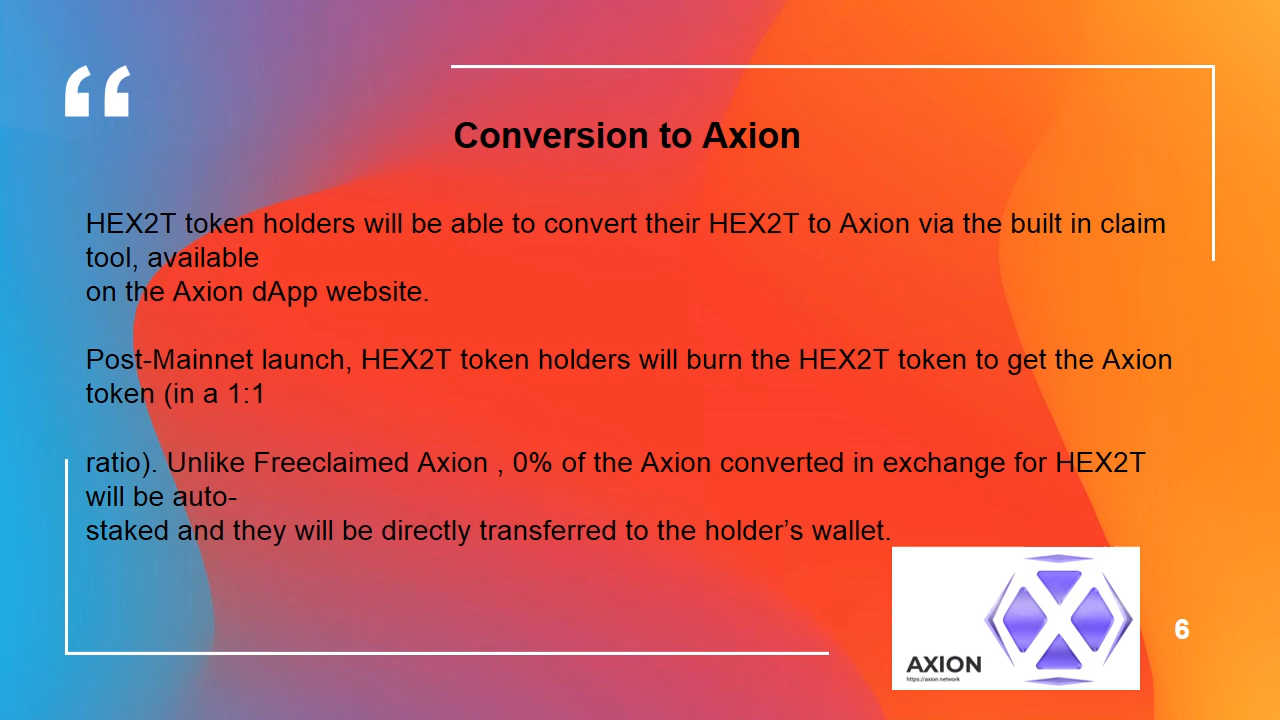 “
Conversion to Axion
HEX2T token holders will be able to convert their HEX2T to Axion via the built in claim
tool, available
on the Axion dApp website.
Post-Mainnet launch, HEX2T token holders will burn the HEX2T token to get the Axion
token (in a 1:1
ratio). Unlike Freeclaimed Axion , 0% of the Axion converted in exchange for HEX2T
will be auto-
staked and they will be directly transferred to the holder’s wallet.
AXION
https://axion.network
6